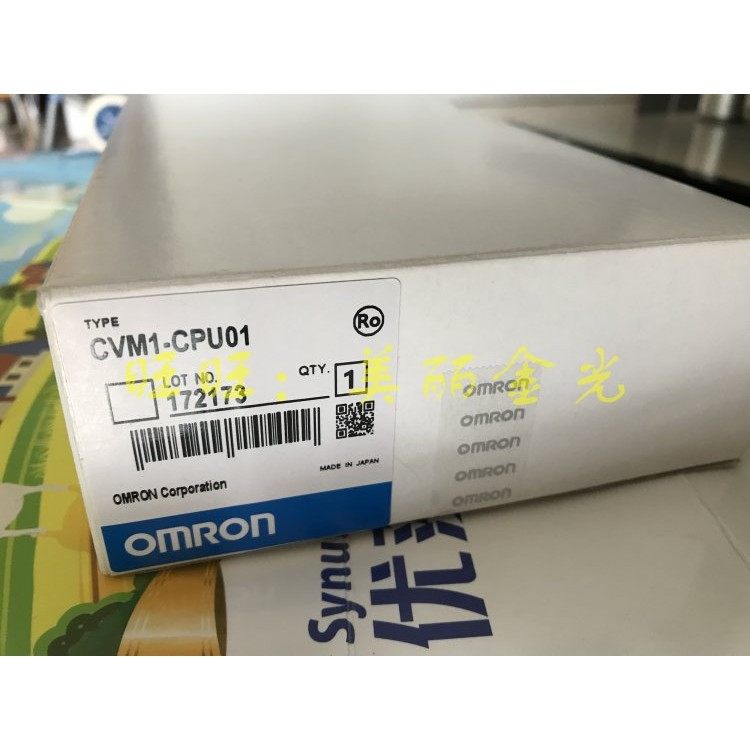 TYPE
Ro
CVM1-CPU01
旺旺：美丽金光
LOT NO.
QTY.
1
172173
MADE IN JAPAN
OMRON Corporation
OMRON
OMRON
OMRON
OMRON
OMRON
OMRON
Synu
优